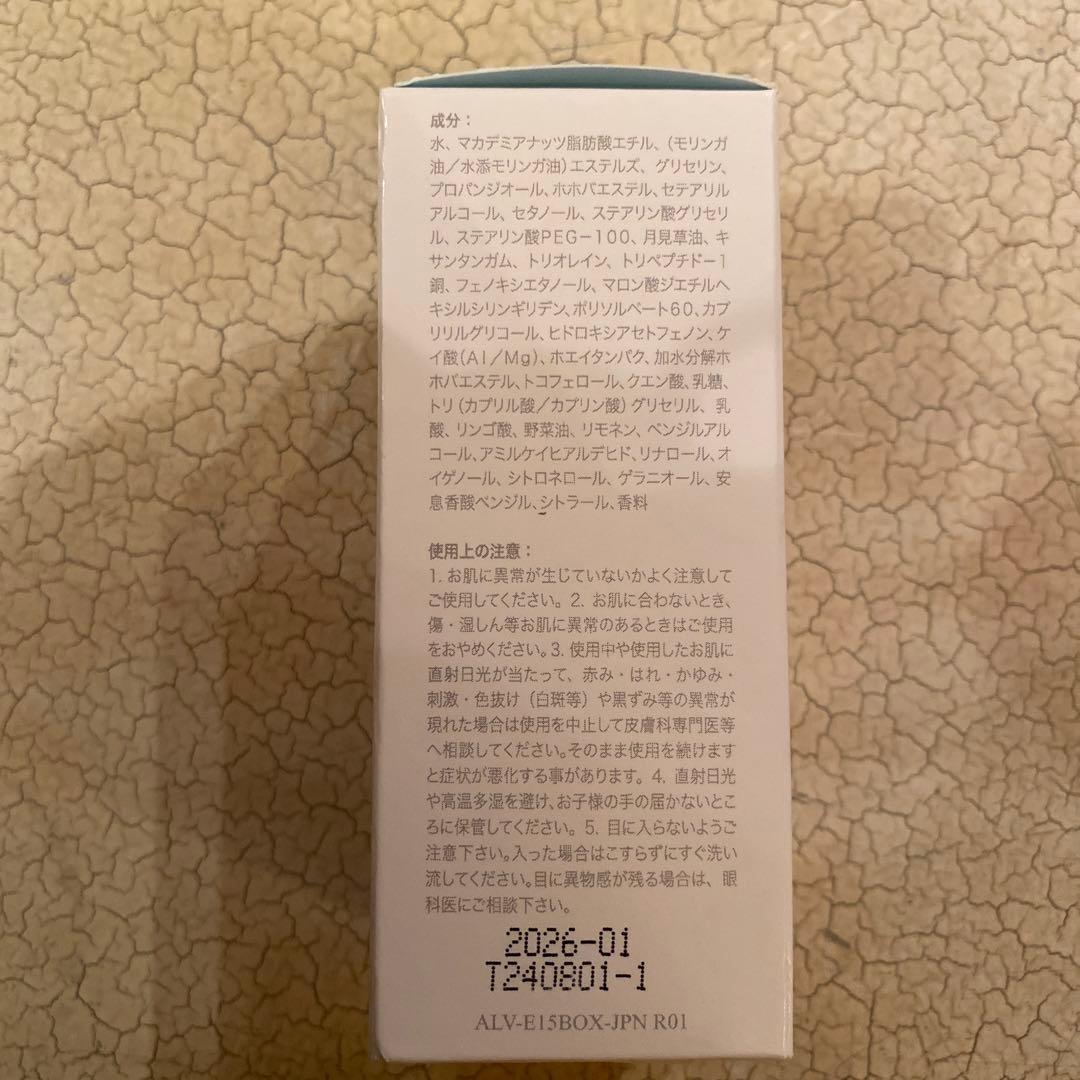 成分：
水、マカデミアナッツ脂肪酸エチル、(モリンガ
油／水添モリンガ油)エステルズ、グリセリン、
プロパンジオール、ホホバエステル、セテアリル
アルコール、セタノール、ステアリン酸グリセリ
ル、ステアリン酸PEG－100、月見草油、キ
サンタンガム、トリオレイン、トリペプチドー1
銅、フェノキシエタノール、マロン酸ジエチルヘ
キシルシリンギリデン、ポリソルベート60、カプ
リリルグリコール、ヒドロキシアセトフェノン、ケ
イ酸(Al／Mg)、ホエイタンパク、加水分解ホ
ホバエステル、トコフェロール、クエン酸、乳糖、
トリ(カプリル酸／カプリン酸)グリセリル、乳
酸、リンゴ酸、野菜油、リモネン、ベンジルアル
コール、アミルケイヒアルデヒド、リナロール、オ
イゲノール、シトロネロール、ゲラニオール、安
息香酸ベンジル、シトラール、香料
使用上の注意：
1. お肌に異常が生じていないかよく注意して
ご使用してください。2. お肌に合わないとき、
傷・湿しん等お肌に異常のあるときはご使用
をおやめください。3. 使用中や使用したお肌に
直射日光が当たって、赤み・はれ・かゆみ・
刺激・色抜け（白斑等）や黒ずみ等の異常が
現れた場合は使用を中止して皮膚科専門医等
へ相談してください。そのまま使用を続けます
と症状が悪化する事があります。4. 直射日光
や高温多湿を避け、お子様の手の届かないとこ
ろに保管してください。5. 目に入らないようご
注意下さい。入った場合はこすらずにすぐ洗い
流してください。目に異物感が残る場合は、眼
科医にご相談下さい。
2026-01
T240801-1
ALV-E15BOX-JPN R01